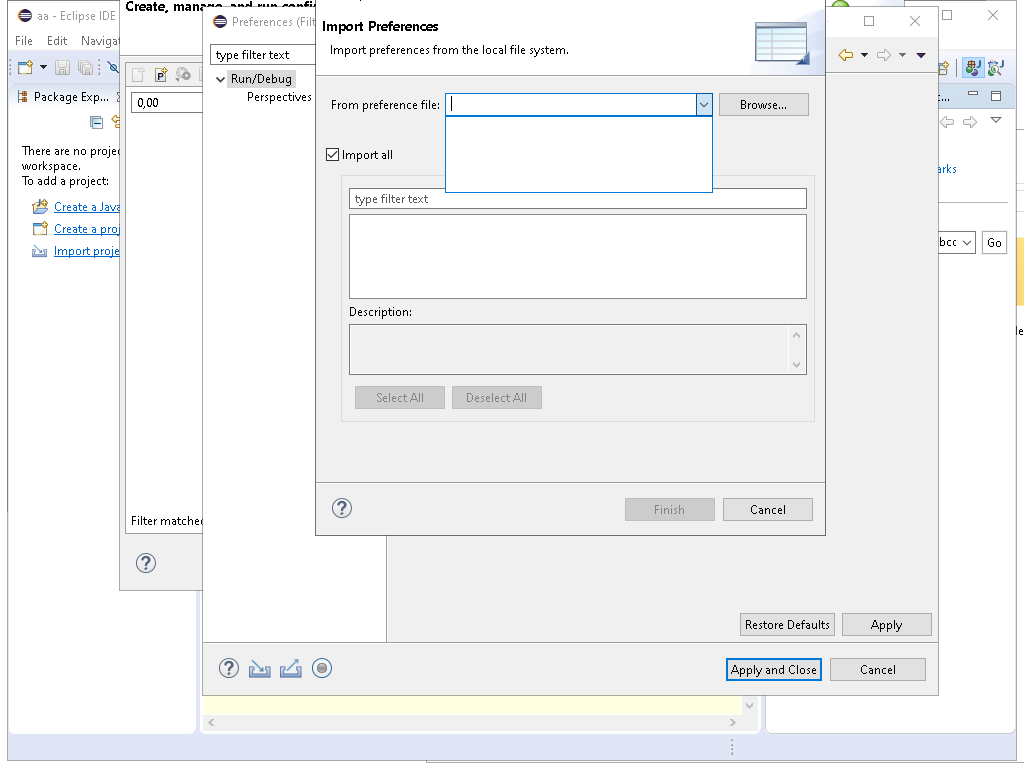 aa - Eclipse IDE
File Edit Navigat
Package Exp...
There are no projec
workspace.
To add a project:
Create a Java
Create a proj
Import proje
Create, manage, and run confi
0,00
Filter matched
Preferences (Filt
type filter text
Run/Debug
Perspectives
Import Preferences
Import preferences from the local file system.
From preference file:
Browse...
Import all
type filter text
Description:
Select All
Deselect All
Finish
Cancel
Restore Defaults
Apply
Apply and Close
Cancel
arks
Go